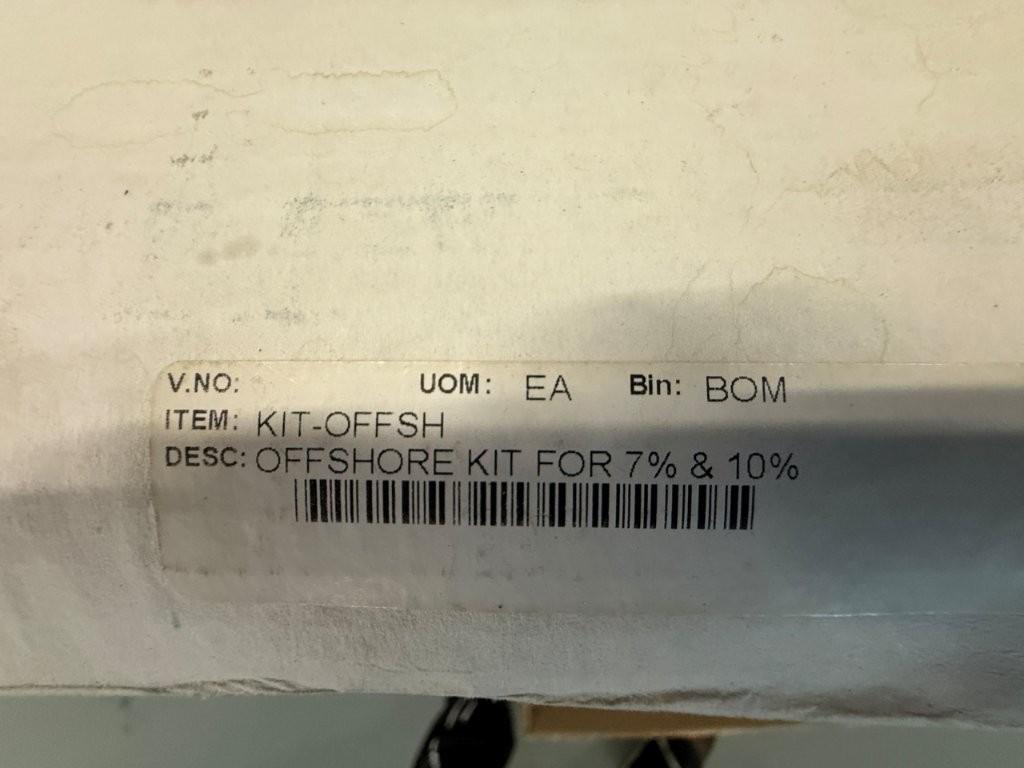 V.NO: UOM: EA Bin: BOM
ITEM: KIT-OFFSH
DESC: OFFSHORE KIT FOR 7% & 10%